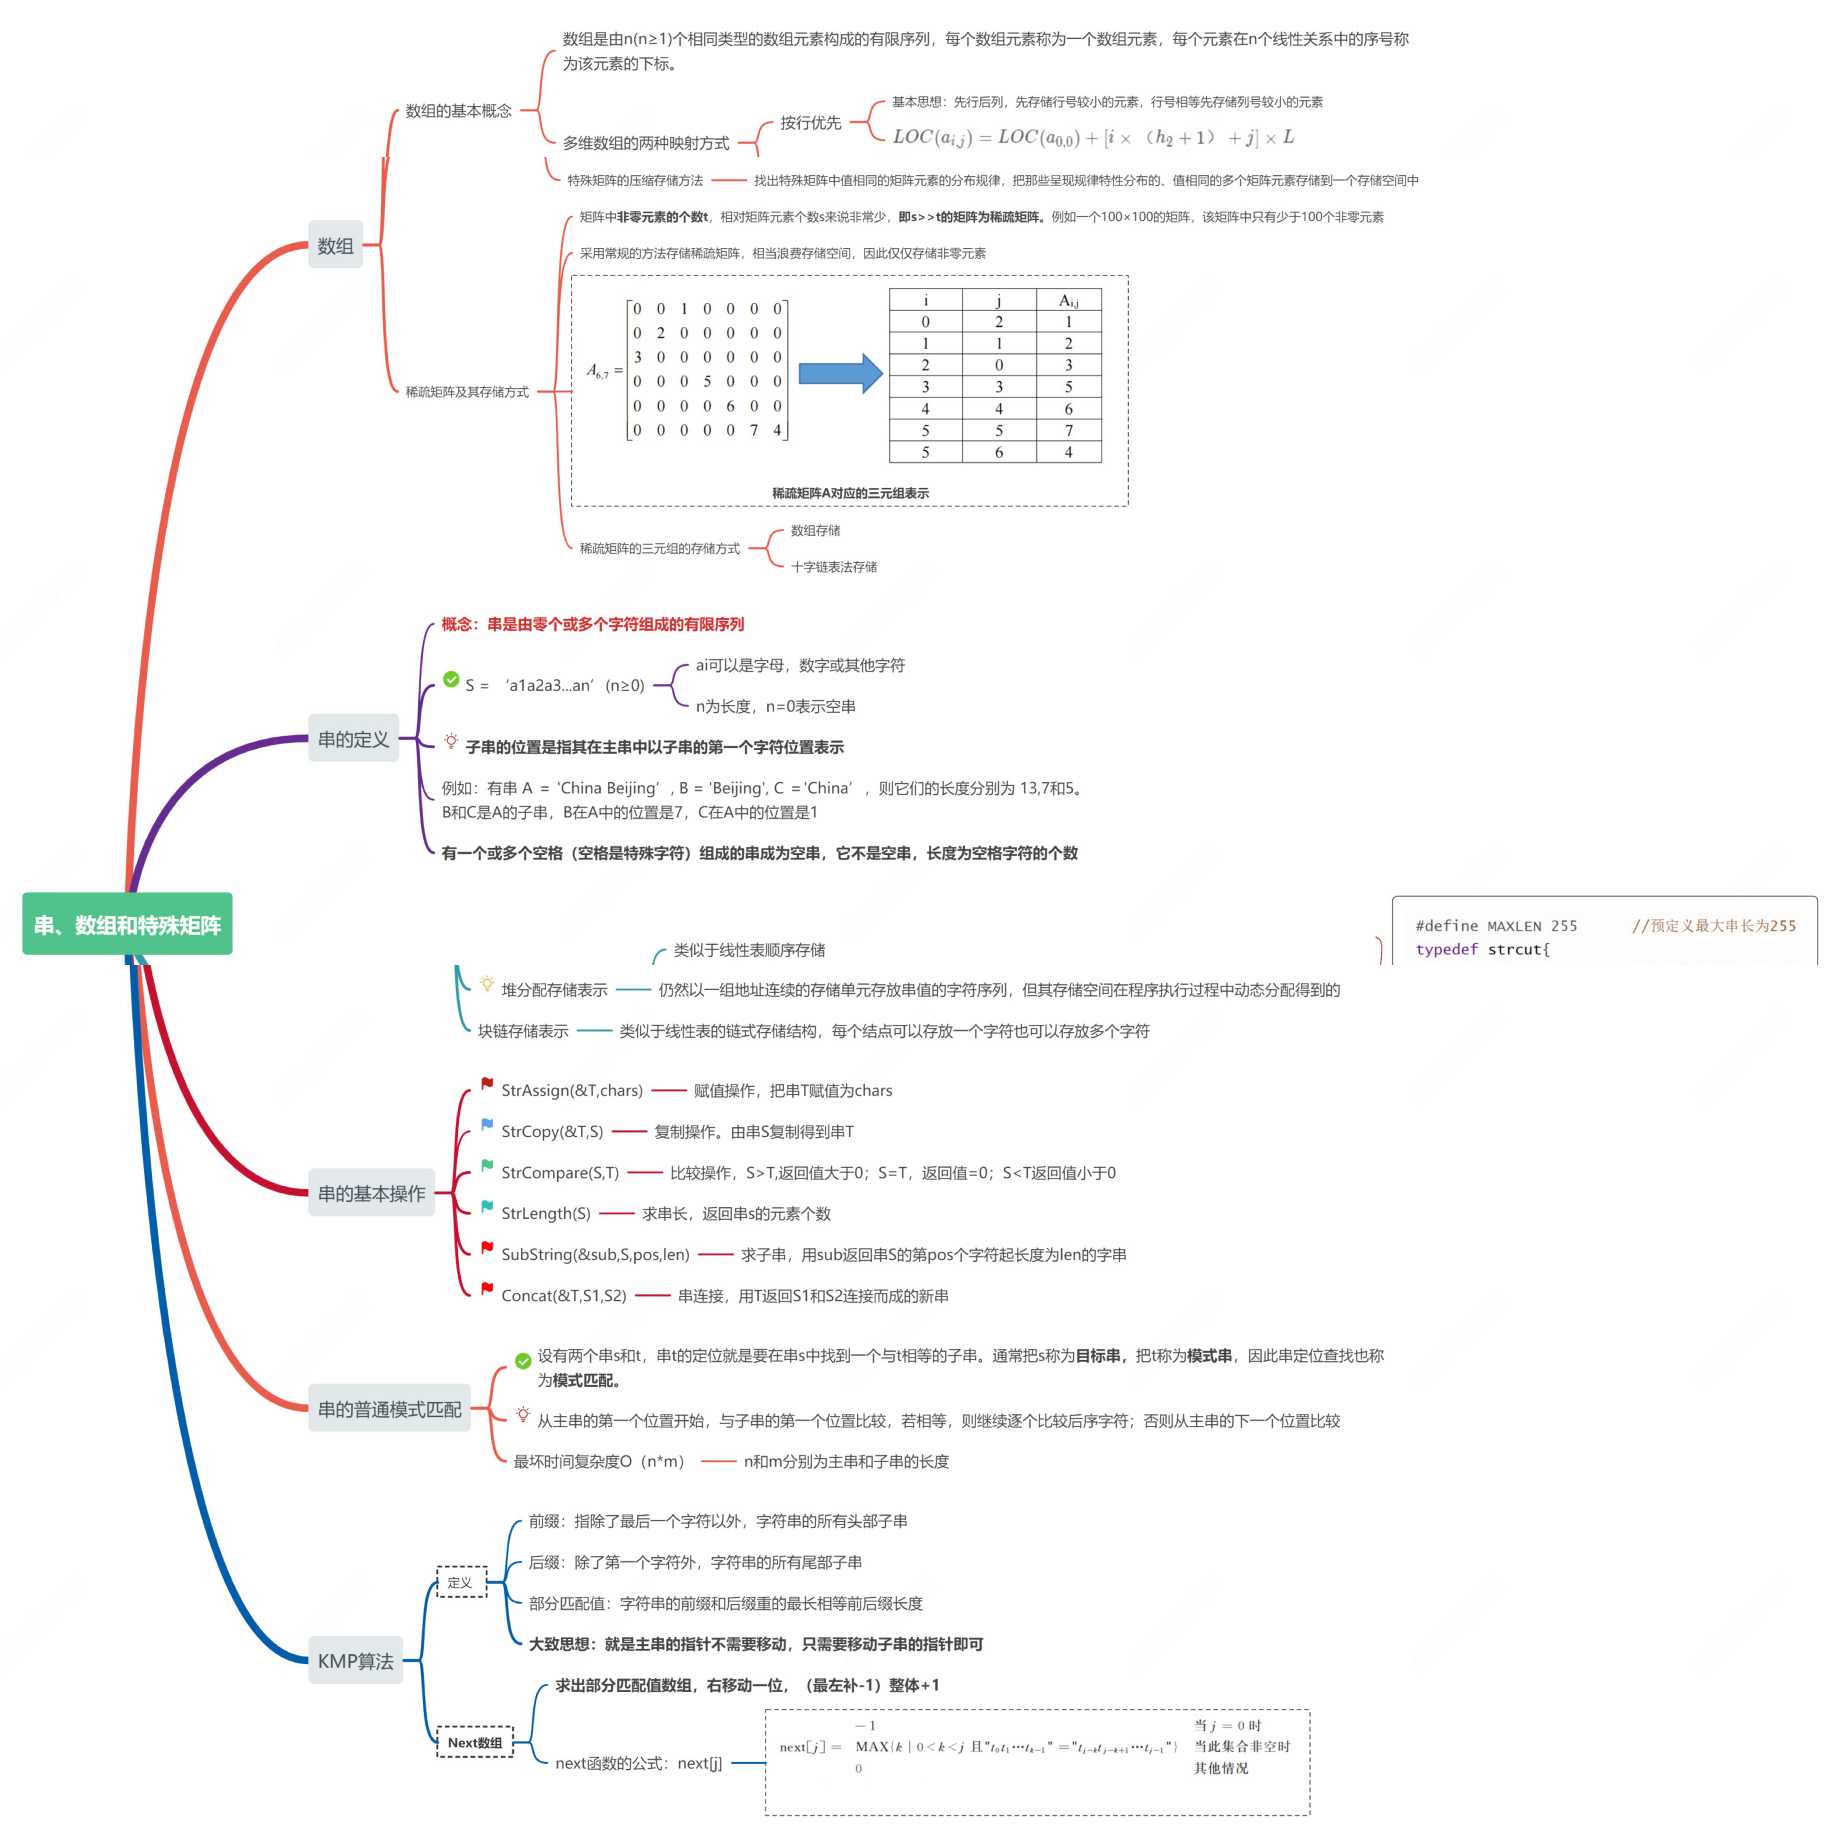 数组是由n(n≥1)个相同类型的数组元素构成的有限序列，每个数组元素称为一个数组元素，每个元素在n个线性关系中的序号称
为该元素的下标。
数组的基本概念
基本思想：先行后列，先存储行号较小的元素，行号相等先存储列号较小的元素
按行优先
多维数组的两种映射方式
LOC(a_{i,j}) = LOC(a_{0,0}) + [i × （h_2 + 1） + j] × L
特殊矩阵的压缩存储方法
找出特殊矩阵中值相同的矩阵元素的分布规律，把那些呈现规律特性分布的、值相同的多个矩阵元素存储到一个存储空间中
矩阵中非零元素的个数t，相对矩阵元素个数s来说非常少，即s>>t的矩阵为稀疏矩阵。例如一个100×100的矩阵，该矩阵中只有少于100个非零元素
数组
采用常规的方法存储稀疏矩阵，相当浪费存储空间，因此仅仅存储非零元素
A_{6,7} =
0 0 1 0 0 0 0
0 2 0 0 0 0 0
3 0 0 0 0 0 0
0 0 0 5 0 0 0
0 0 0 0 6 0 0
0 0 0 0 0 7 4
i j A_{i,j}
0 2 1
1 1 2
2 0 3
3 3 5
4 4 6
5 5 7
5 6 4
稀疏矩阵及其存储方式
稀疏矩阵A对应的三元组表示
稀疏矩阵的三元组的存储方式
数组存储
十字链表法存储
概念：串是由零个或多个字符组成的有限序列
S = ‘a1a2a3...an’ (n≥0)
ai可以是字母，数字或其他字符
n为长度，n=0表示空串
串的定义
子串的位置是指其在主串中以子串的第一个字符位置表示
例如：有串 A = 'China Beijing’ , B = 'Beijing', C ='China’ ，则它们的长度分别为 13,7和5。
B和C是A的子串，B在A中的位置是7，C在A中的位置是1
有一个或多个空格（空格是特殊字符）组成的串成为空串，它不是空串，长度为空格字符的个数
串、数组和特殊矩阵
#define MAXLEN 255 //预定义最大串长为255
typedef strcut{
类似于线性表顺序存储
堆分配存储表示
仍然以一组地址连续的存储单元存放串值的字符序列，但其存储空间在程序执行过程中动态分配得到的
块链存储表示
类似于线性表的链式存储结构，每个结点可以存放一个字符也可以存放多个字符
StrAssign(&T,chars)
赋值操作，把串T赋值为chars
StrCopy(&T,S)
复制操作。由串S复制得到串T
StrCompare(S,T)
比较操作，S>T,返回值大于0；S=T，返回值=0；S<T返回值小于0
串的基本操作
StrLength(S)
求串长，返回串s的元素个数
SubString(&sub,S,pos,len)
求子串，用sub返回串S的第pos个字符起长度为len的字串
Concat(&T,S1,S2)
串连接，用T返回S1和S2连接而成的新串
设有两个串s和t，串t的定位就是要在串s中找到一个与t相等的子串。通常把s称为目标串，把t称为模式串，因此串定位查找也称
为模式匹配。
串的普通模式匹配
从主串的第一个位置开始，与子串的第一个位置比较，若相等，则继续逐个比较后序字符；否则从主串的下一个位置比较
最坏时间复杂度O（n*m）
n和m分别为主串和子串的长度
前缀：指除了最后一个字符以外，字符串的所有头部子串
后缀：除了第一个字符外，字符串的所有尾部子串
定义
部分匹配值：字符串的前缀和后缀重的最长相等前后缀长度
大致思想：就是主串的指针不需要移动，只需要移动子串的指针即可
KMP算法
求出部分匹配值数组，右移动一位，（最左补-1）整体+1
Next数组
next函数的公式：next[j]
−1 当 j = 0 时
next[j] = MAX{k | 0<k<j 且"t_0t_1⋯t_{k-1}" ="t_{j-k}t_{j-k+1}⋯t_{j-1}"} 当此集合非空时
0 其他情况